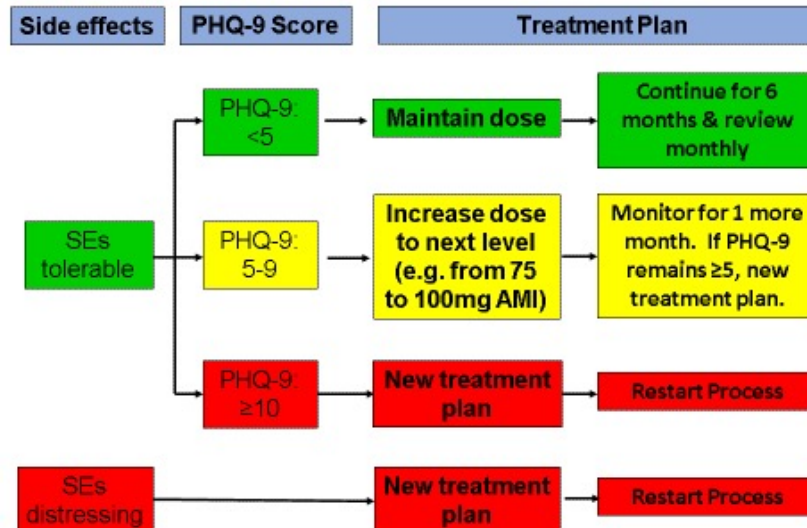 Side effects
PHQ-9 Score
Treatment Plan
PHQ-9:
<5
Maintain dose
Continue for 6
months & review
monthly
SEs
tolerable
PHQ-9:
5-9
Increase dose
to next level
(e.g. from 75
to 100mg AMI)
Monitor for 1 more
month. If PHQ-9
remains ≥5, new
treatment plan.
PHQ-9:
≥10
New treatment
plan
Restart Process
SEs
distressing
New treatment
plan
Restart Process